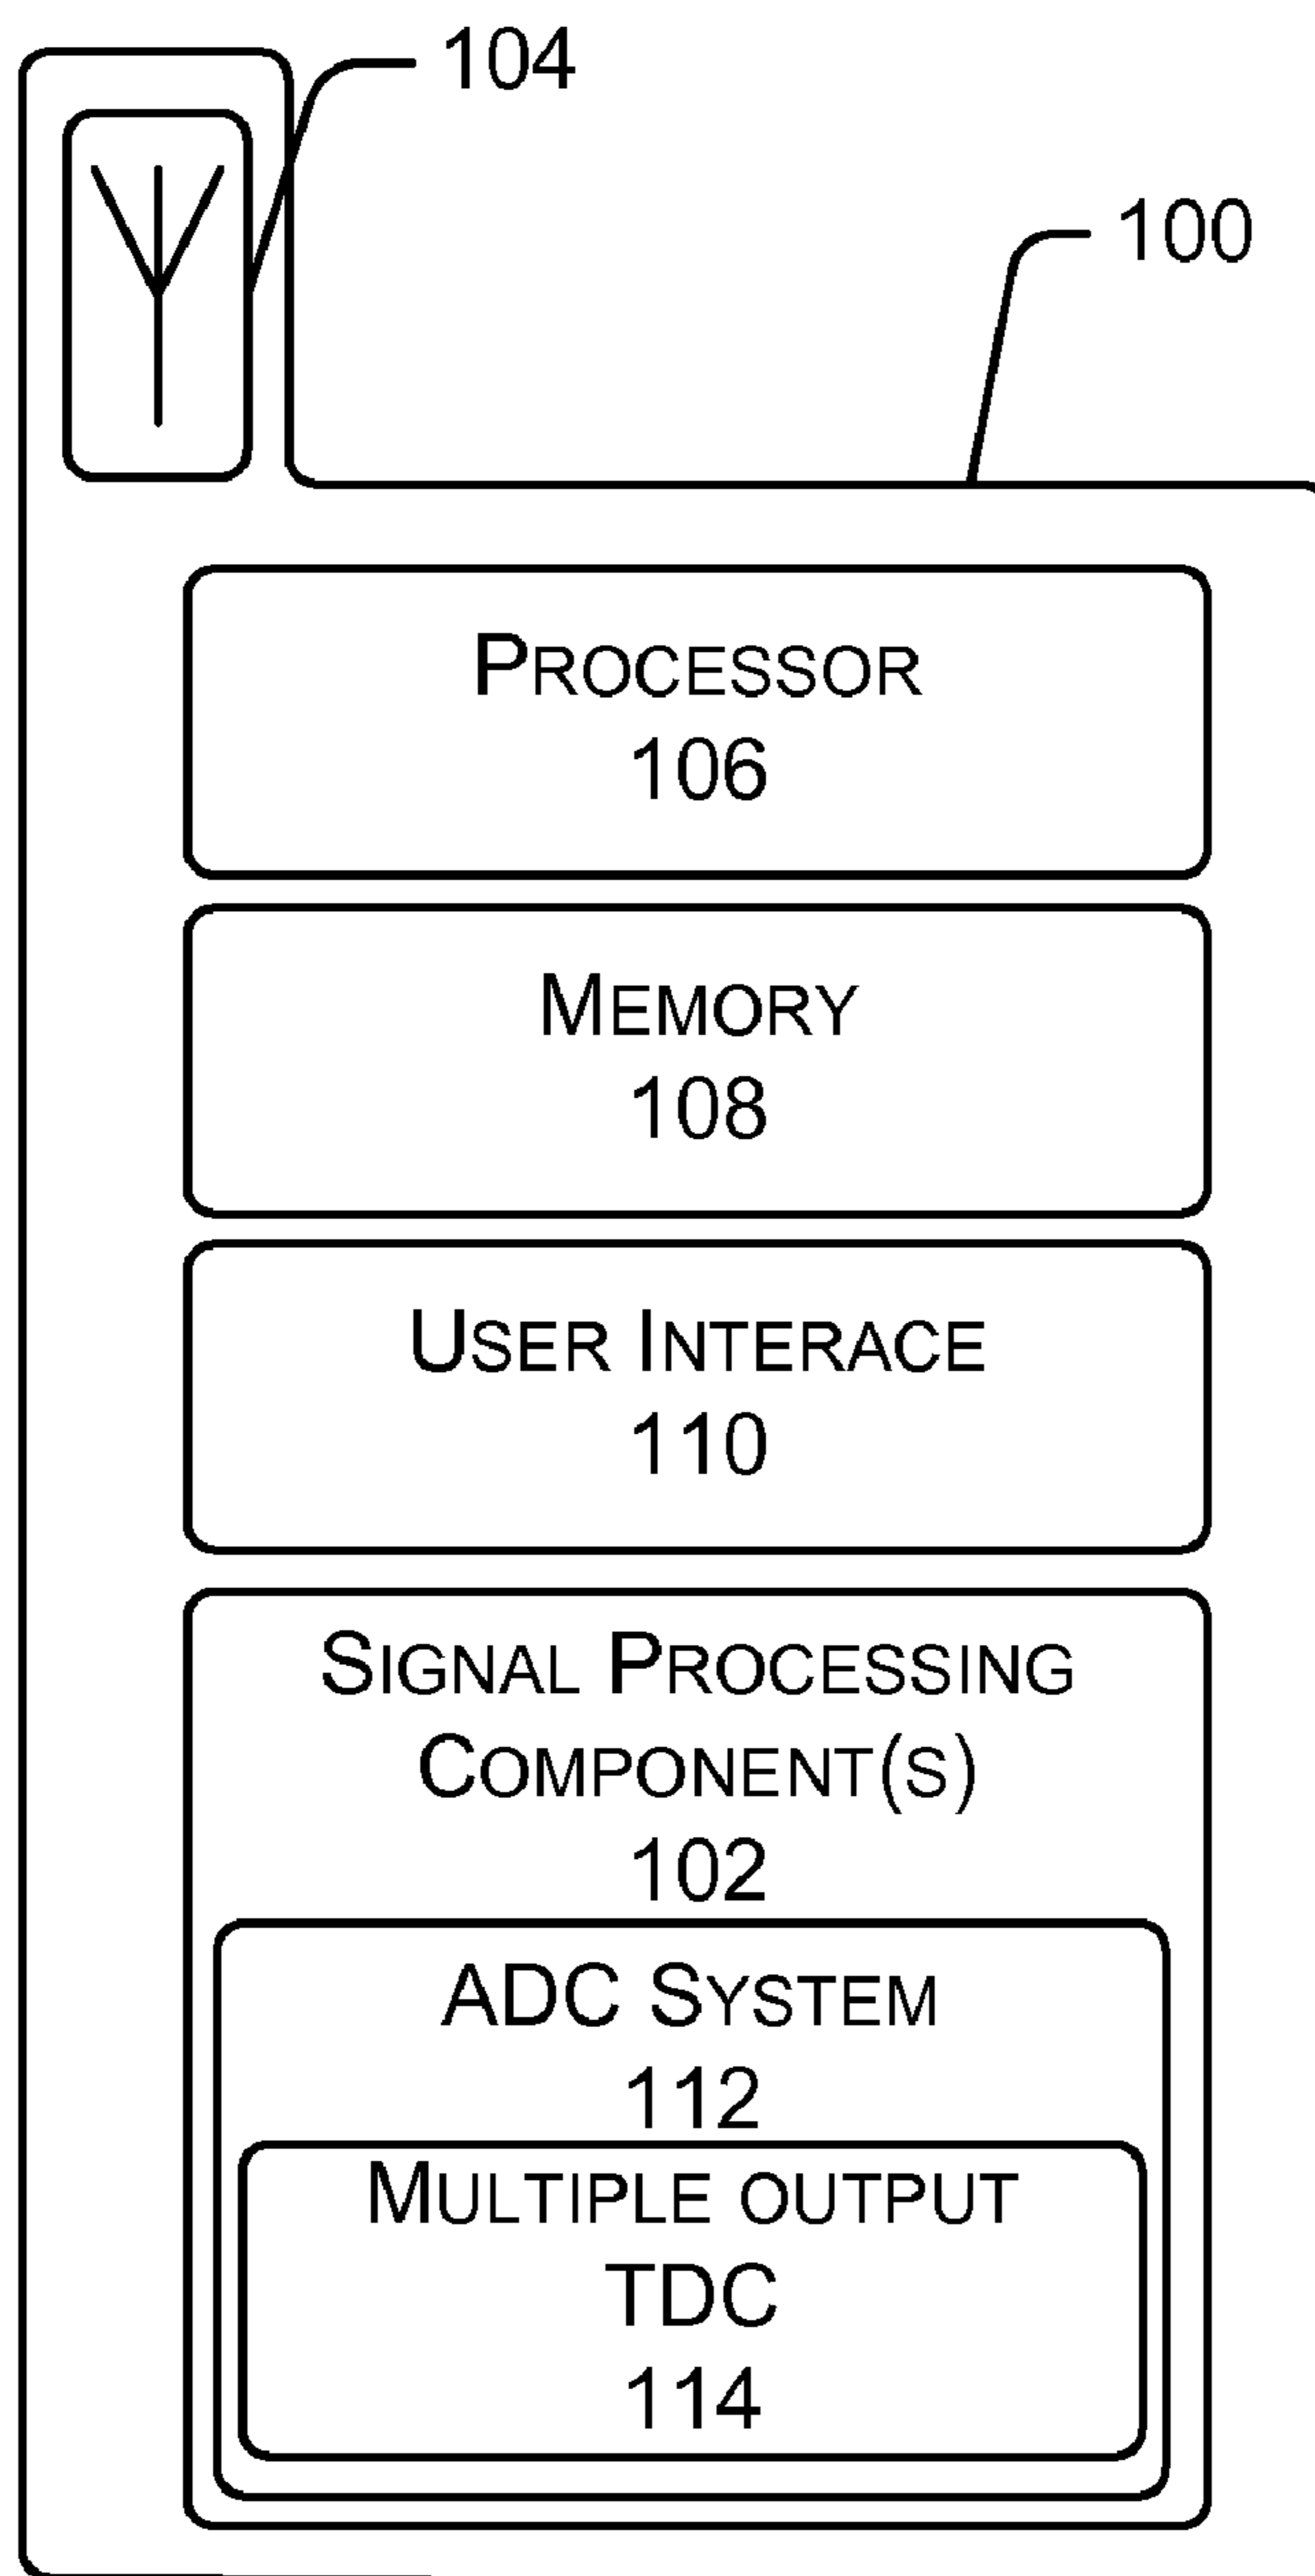 104
100
PROCESSOR
106
MEMORY
108
USER INTERACE
110
SIGNAL PROCESSING
COMPONENT(S)
102
ADC SYSTEM
112
MULTIPLE OUTPUT
TDC
114